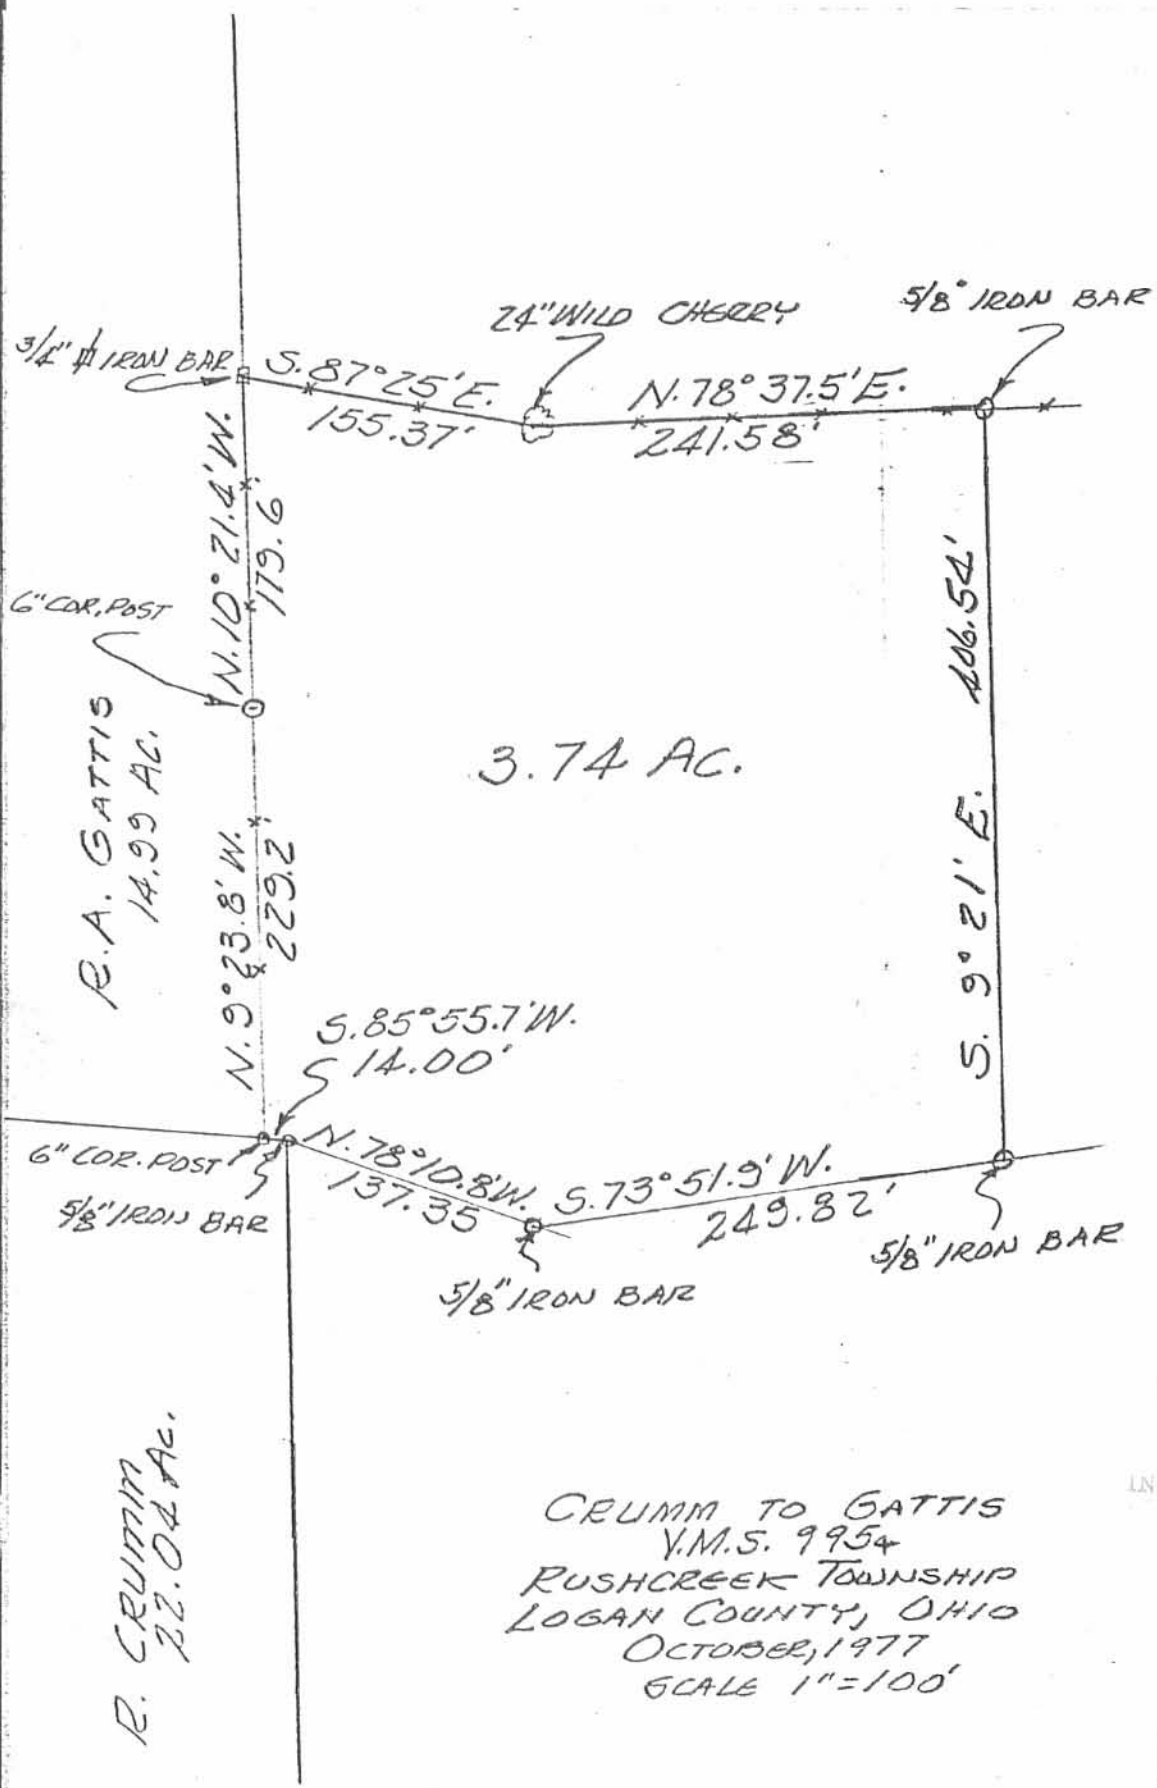 24" WILD CHERRY
5/8" IRON BAR
3/4" IRON BAR
S. 87° 25' E.
155.37'
N. 78° 37.5' E.
241.58'
N. 10° 21.4' W.
179.6'
6" COR. POST
R.A. GATTIS
14.99 AC.
3.74 AC.
S. 9° 21' E. 406.54'
N. 9° 23.8' W.
229.2'
S. 85° 55.7' W.
14.00'
6" COR. POST
5/8" IRON BAR
N. 78° 10.8' W.
137.35
S. 73° 51.9' W.
249.82'
5/8" IRON BAR
5/8" IRON BAR
R. CRUMM
22.04 AC.
CRUMM TO GATTIS
V.M.S. 9954
RUSHCREEK TOWNSHIP
LOGAN COUNTY, OHIO
OCTOBER, 1977
SCALE 1"=100'